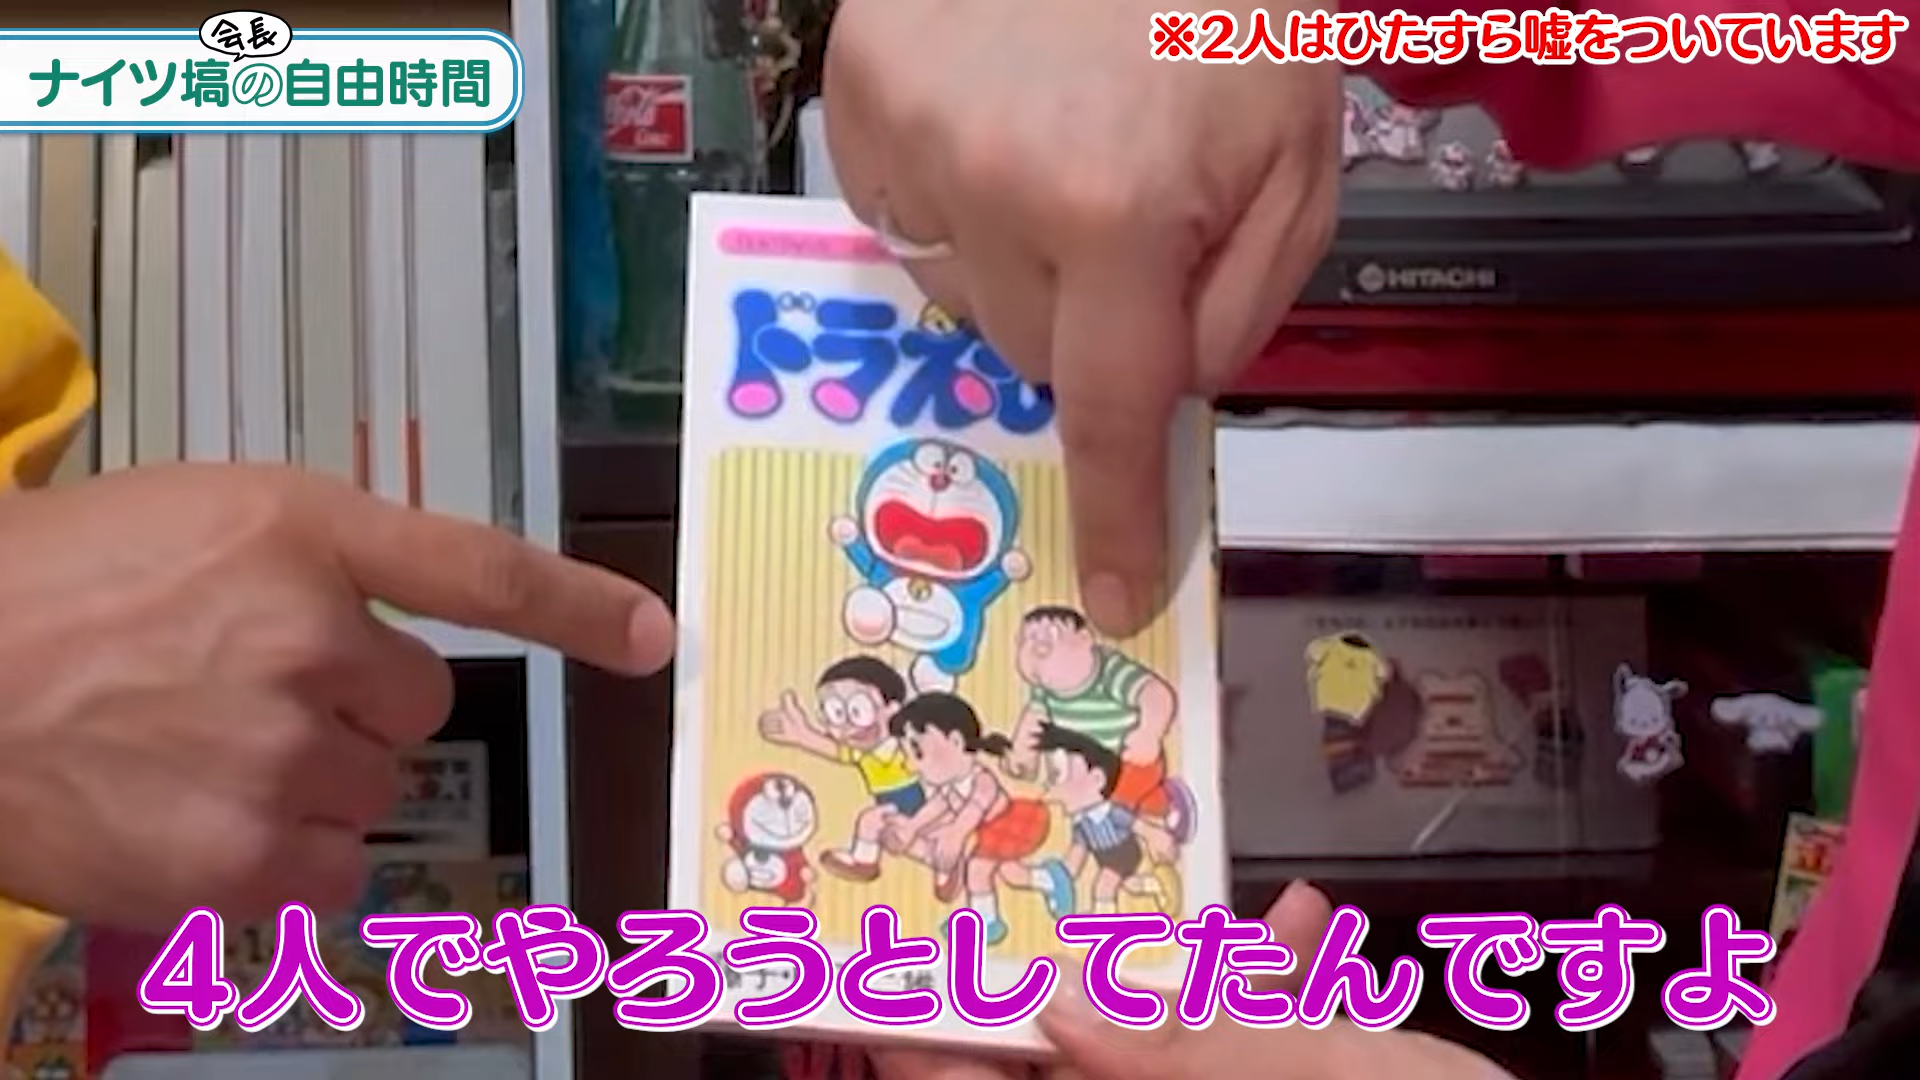 会長
ナイツ塙の自由時間
※2人はひたすら嘘をついています
Coke
HITACHI
ドラえも
4人でやろうとしてたんですよ